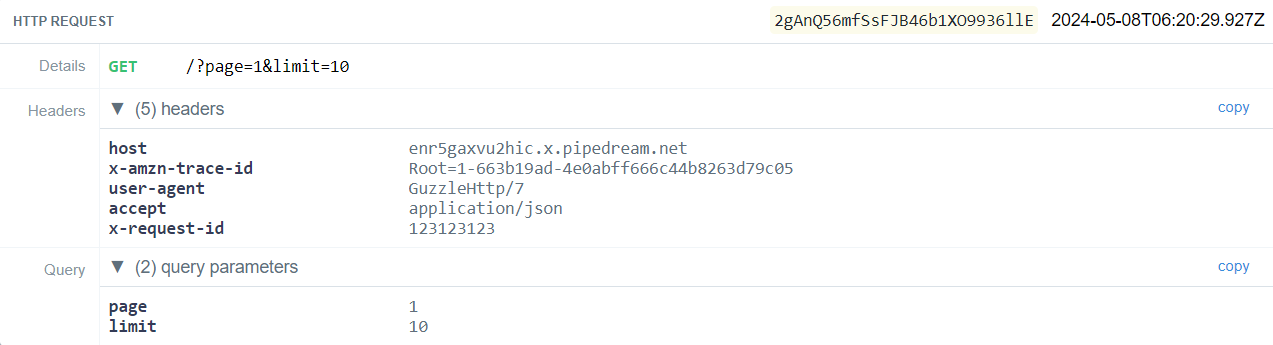 HTTP REQUEST 2gAnQ56mfSsFJB46b1XO9936llE 2024-05-08T06:20:29.927Z
Details GET /?page=1&limit=10
Headers ▼ (5) headers copy
host enr5gaxvu2hic.x.pipedream.net
x-amzn-trace-id Root=1-663b19ad-4e0abff666c44b8263d79c05
user-agent GuzzleHttp/7
accept application/json
x-request-id 123123123
Query ▼ (2) query parameters copy
page 1
limit 10